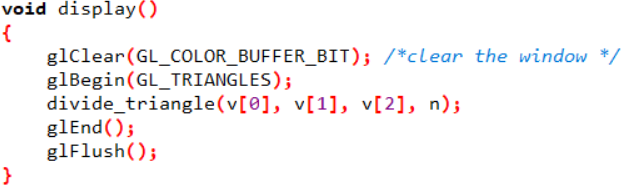 void display()
{
glClear(GL_COLOR_BUFFER_BIT); /*clear the window */
glBegin(GL_TRIANGLES);
divide_triangle(v[0], v[1], v[2], n);
glEnd();
glFlush();
}